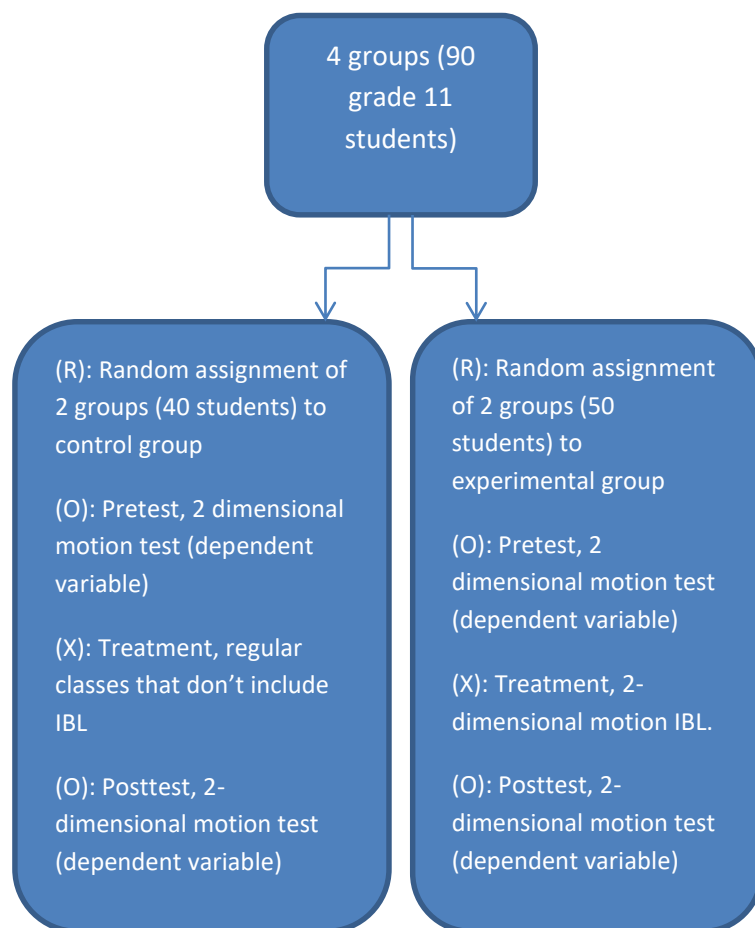 4 groups (90
grade 11
students)
(R): Random assignment of
2 groups (40 students) to
control group
(O): Pretest, 2 dimensional
motion test (dependent
variable)
(X): Treatment, regular
classes that don’t include
IBL
(O): Posttest, 2-
dimensional motion test
(dependent variable)
(R): Random assignment
of 2 groups (50
students) to
experimental group
(O): Pretest, 2
dimensional motion test
(dependent variable)
(X): Treatment, 2-
dimensional motion IBL.
(O): Posttest, 2-
dimensional motion test
(dependent variable)